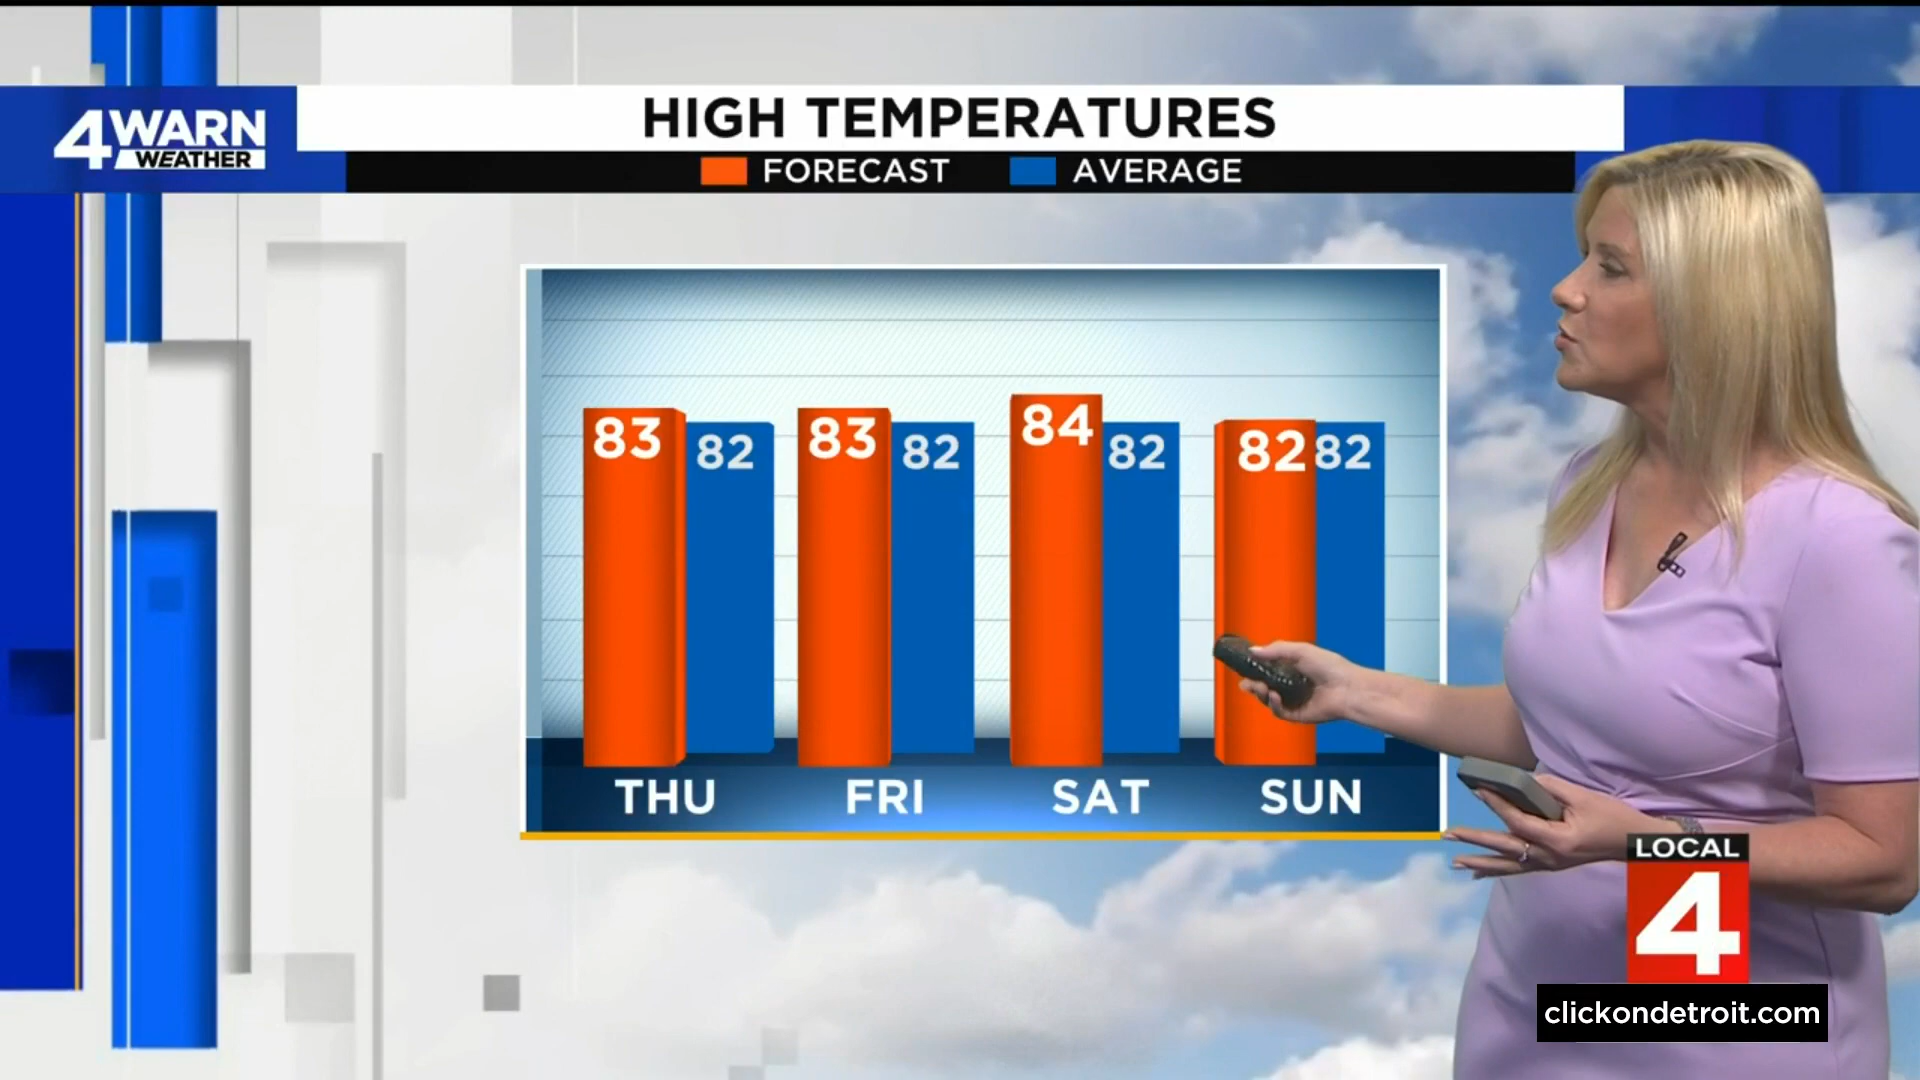 4WARN
WEATHER
HIGH TEMPERATURES
FORECAST AVERAGE
83 82 83 82 84 82 82 82
THU FRI SAT SUN
LOCAL
4
clickondetroit.com